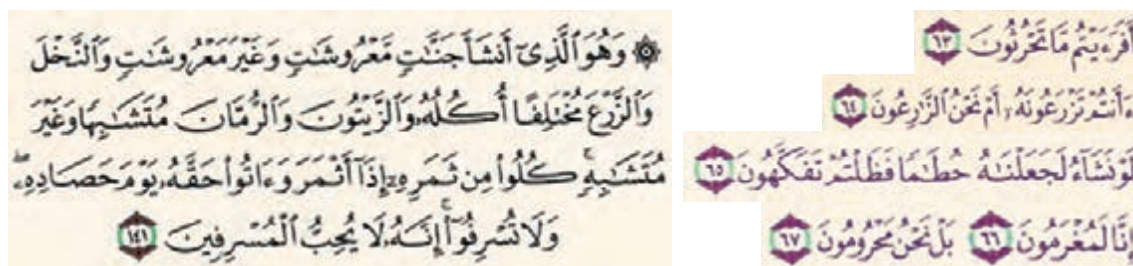 أَفَرَءَيْتُم مَّا تَحْرُثُونَ ٦٣
ءَأَنتُمْ تَزْرَعُونَهُۥٓ أَمْ نَحْنُ ٱلزَّٰرِعُونَ ٦٤
لَوْ نَشَآءُ لَجَعَلْنَٰهُ حُطَٰمًا فَظَلْتُمْ تَفَكَّهُونَ ٦٥
إِنَّا لَمُغْرَمُونَ ٦٦ بَلْ نَحْنُ مَحْرُومُونَ ٦٧
۞ وَهُوَ ٱلَّذِىٓ أَنشَأَ جَنَّٰتٍ مَّعْرُوشَٰتٍ وَغَيْرَ مَعْرُوشَٰتٍ وَٱلنَّخْلَ
وَٱلزَّرْعَ مُخْتَلِفًا أُكُلُهُۥ وَٱلزَّيْتُونَ وَٱلرُّمَّانَ مُتَشَٰبِهًا وَغَيْرَ
مُتَشَٰبِهٍ ۚ كُلُوا۟ مِن ثَمَرِهِۦٓ إِذَآ أَثْمَرَ وَءَاتُوا۟ حَقَّهُۥ يَوْمَ حَصَادِهِۦ ۖ
وَلَا تُسْرِفُوٓا۟ ۚ إِنَّهُۥ لَا يُحِبُّ ٱلْمُسْرِفِينَ ١٤١